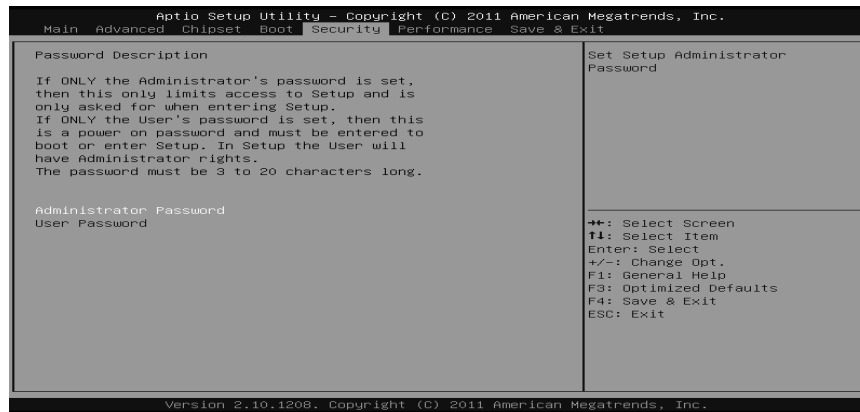 Aptio Setup Utility – Copyright (C) 2011 American Megatrends, Inc.
Main Advanced Chipset Boot Security Performance Save & Exit
Password Description
If ONLY the Administrator's password is set,
then this only limits access to Setup and is
only asked for when entering Setup.
If ONLY the User's password is set, then this
is a power on password and must be entered to
boot or enter Setup. In Setup the User will
have Administrator rights.
The password must be 3 to 20 characters long.
Administrator Password
User Password
Set Setup Administrator
Password
→←: Select Screen
↑↓: Select Item
Enter: Select
+/-: Change Opt.
F1: General Help
F3: Optimized Defaults
F4: Save & Exit
ESC: Exit
Version 2.10.1208. Copyright (C) 2011 American Megatrends, Inc.